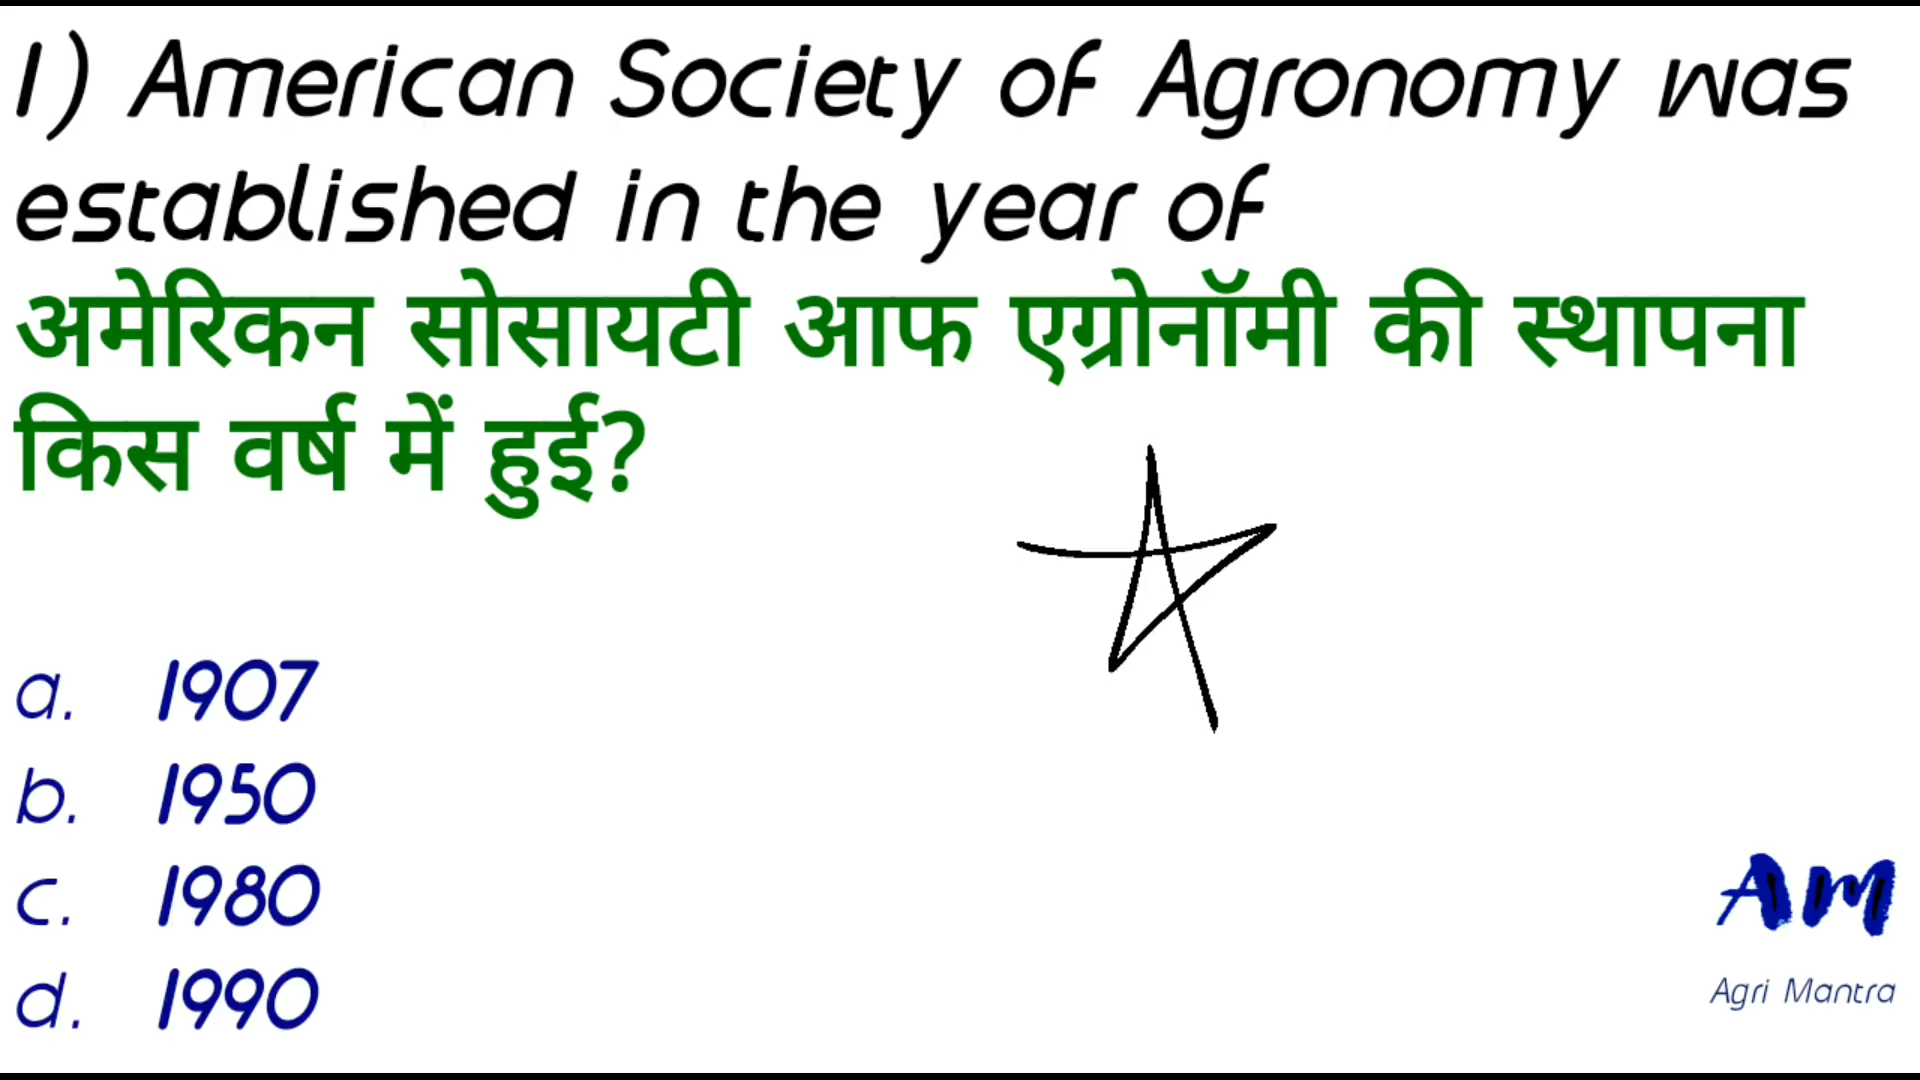 1) American Society of Agronomy was
established in the year of
अमेरिकन सोसायटी आफ एग्रोनॉमी की स्थापना
किस वर्ष में हुई?
a. 1907
b. 1950
c. 1980
d. 1990
Am
Agri Mantra